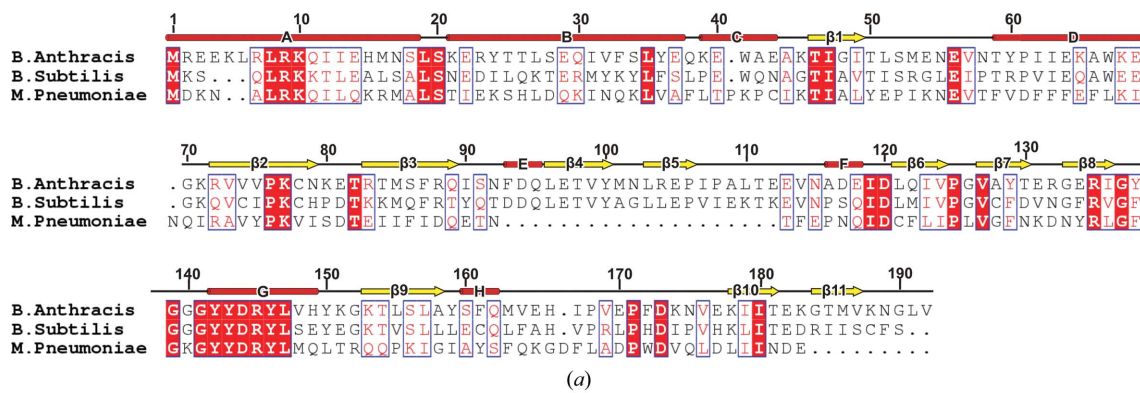 1 10 20 30 40 50 60
A B C β1 D
B.Anthracis MREEKLRLRKQIIEHMNSLSKERYTTLSEQIVFSLYEQKE.WAEAKTIGITLSMENEVNTYPIIEKAWKE
B.Subtilis MKS...QLRKKTLEALSALSNEDILQKTERMYKYLFSLPE.WQNAGTIAVTISRGLEIPTRPVIEQAWEE
M.Pneumoniae MDKN..ALRKQILQKRMALSTIEKSHLDQKINQKLVAFLTPKPCIKTIALYEPIKNEVTFVDFFFEFLKI
70 80 90 100 110 120 130
β2 β3 E β4 β5 F β6 β7 β8
B.Anthracis .GKRVVVPKCNKETRTMSFRQISNFDQLETVYMNLREPIPALTEEVNADEIDLQIVPGVAYTERGERIGY
B.Subtilis .GKQVCIPKCHPDTKKMQFRTYQTDDQLETVYAGLLEPVIEKTKEVNPSQIDLMIVPGVCFDVNGFRVGF
M.Pneumoniae NQIRAVYPKVISDTEIIFIDQETN....................TFEPNQIDCFLIPLVGFNKDNYRLGF
140 150 160 170 180 190
G β9 H β10 β11
B.Anthracis GGGYYDRYLVHYKGKTLSLAYSFQMVEH.IPVEPFDKNVEKIITEKGTMVKNGLV
B.Subtilis GGGYYDRYLSEYEGKTVSLLLECQLFAH.VPRLPHDIPVHKLITEDRIISCFS..
M.Pneumoniae GKGYYDRYLMQLTRQQPKIGIAYSFQKGDFLADPWDVQLDLIINDE.........
(a)